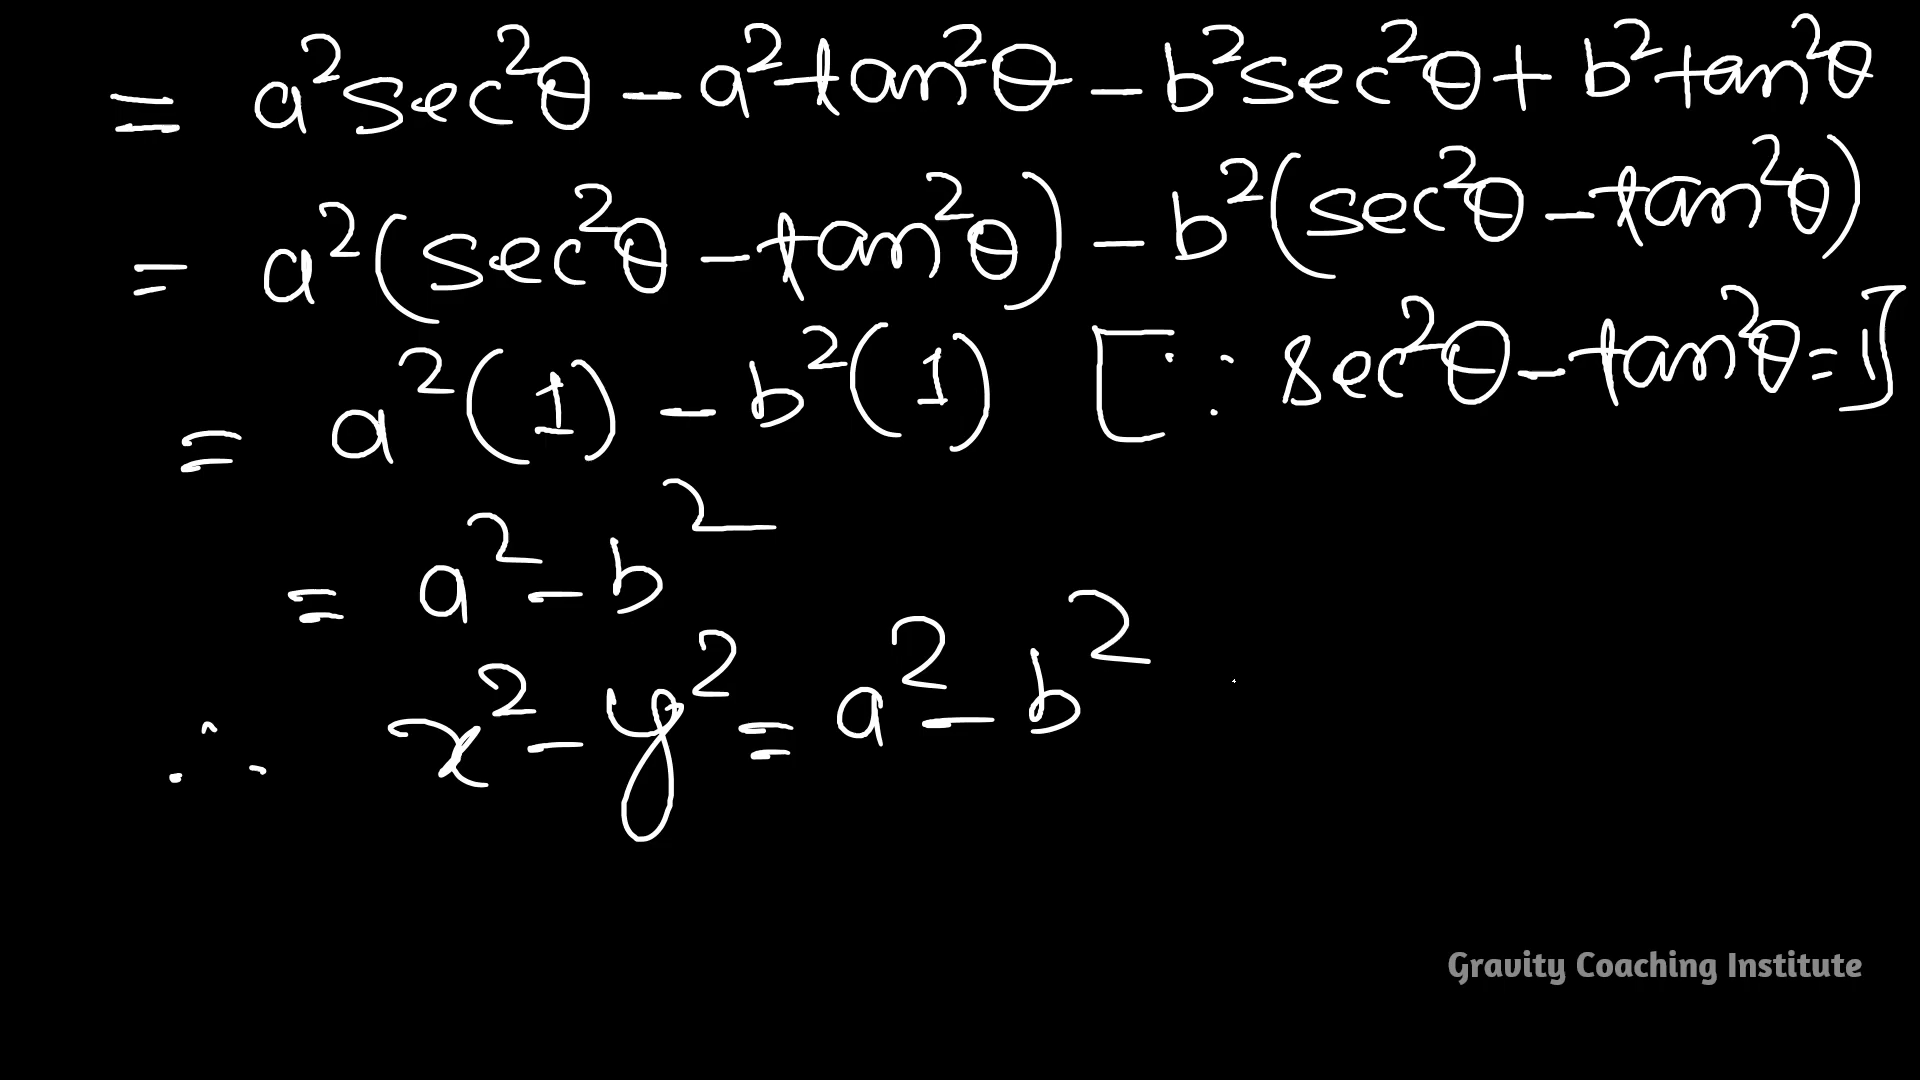 = a²sec²θ - a²tan²θ - b²sec²θ + b²tan²θ
= a²(sec²θ - tan²θ) - b²(sec²θ - tan²θ)
= a²(1) - b²(1) [∵ sec²θ - tan²θ = 1]
= a² - b²
∴ x² - y² = a² - b²
Gravity Coaching Institute